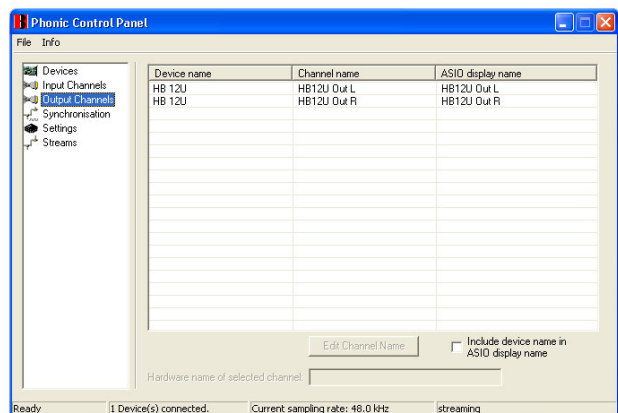 Phonic Control Panel
File Info
Devices
Input Channels
Output Channels
Synchronisation
Settings
Streams
Device name Channel name ASIO display name
HB 12U HB12U Out L HB12U Out L
HB 12U HB12U Out R HB12U Out R
Edit Channel Name
Include device name in
ASIO display name
Hardware name of selected channel:
Ready 1 Device(s) connected. Current sampling rate: 48.0 kHz streaming